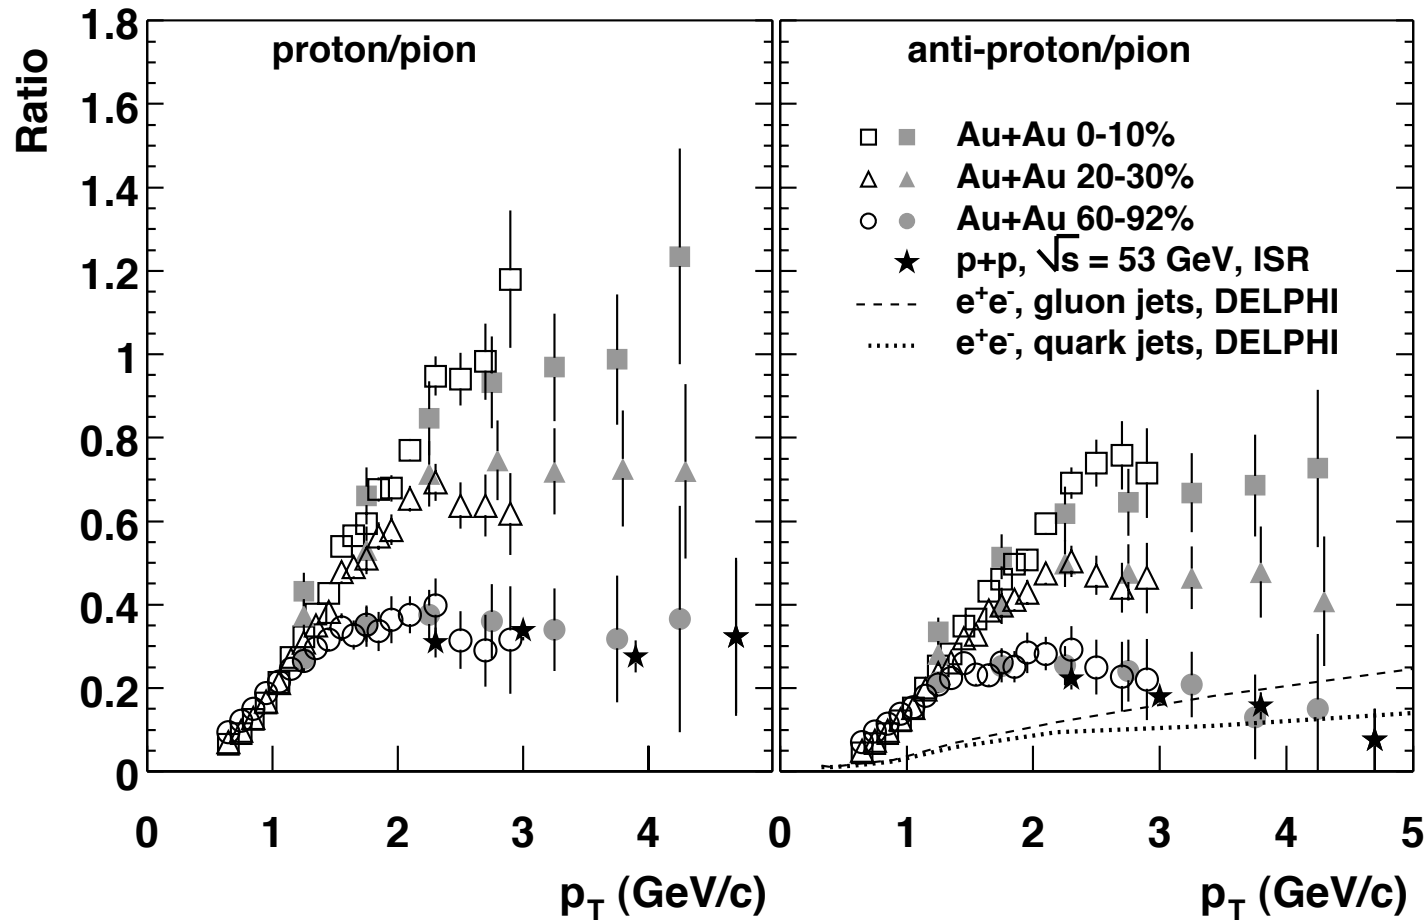 Ratio
1.8
1.6
1.4
1.2
1
0.8
0.6
0.4
0.2
0
proton/pion
anti-proton/pion
Au+Au 0-10%
Au+Au 20-30%
Au+Au 60-92%
p+p, √s = 53 GeV, ISR
e⁺e⁻, gluon jets, DELPHI
e⁺e⁻, quark jets, DELPHI
0 1 2 3 4 0 1 2 3 4 5
p_T (GeV/c) p_T (GeV/c)